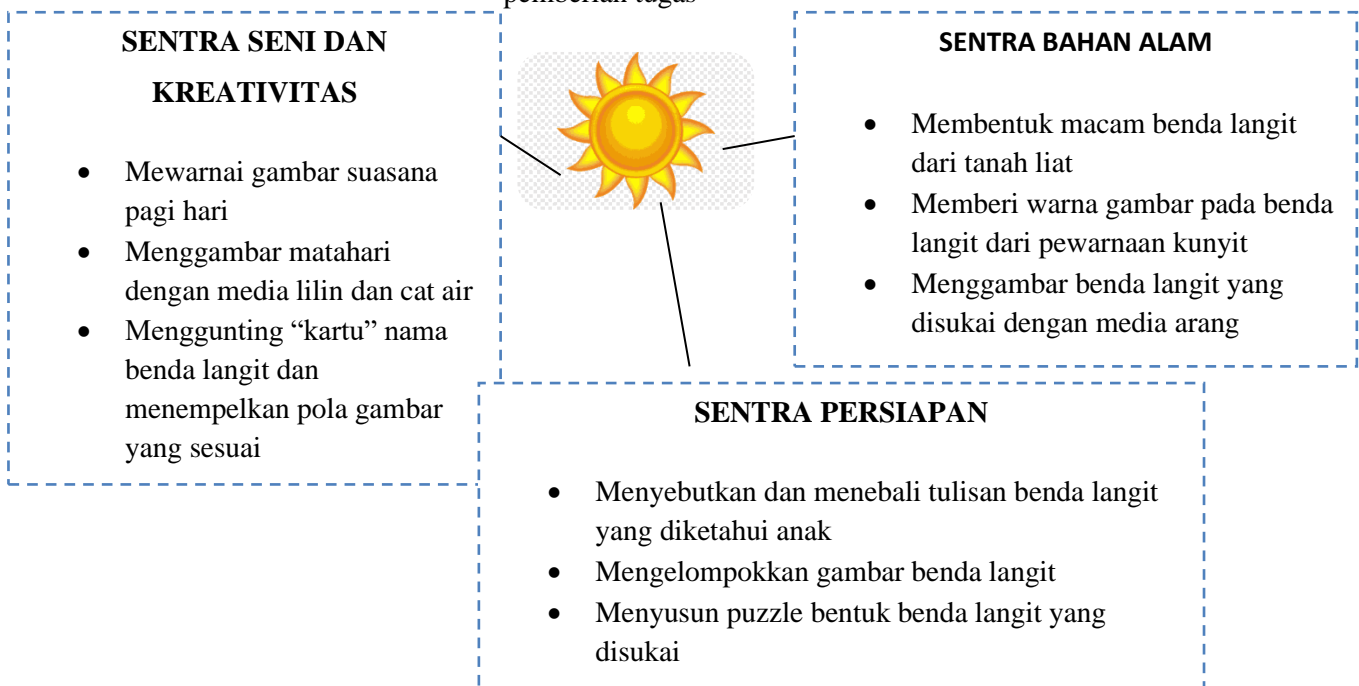 pemberian tugas
SENTRA SENI DAN
KREATIVITAS
• Mewarnai gambar suasana
pagi hari
• Menggambar matahari
dengan media lilin dan cat air
• Menggunting “kartu” nama
benda langit dan
menempelkan pola gambar
yang sesuai
SENTRA BAHAN ALAM
• Membentuk macam benda langit
dari tanah liat
• Memberi warna gambar pada benda
langit dari pewarnaan kunyit
• Menggambar benda langit yang
disukai dengan media arang
SENTRA PERSIAPAN
• Menyebutkan dan menebali tulisan benda langit
yang diketahui anak
• Mengelompokkan gambar benda langit
• Menyusun puzzle bentuk benda langit yang
disukai